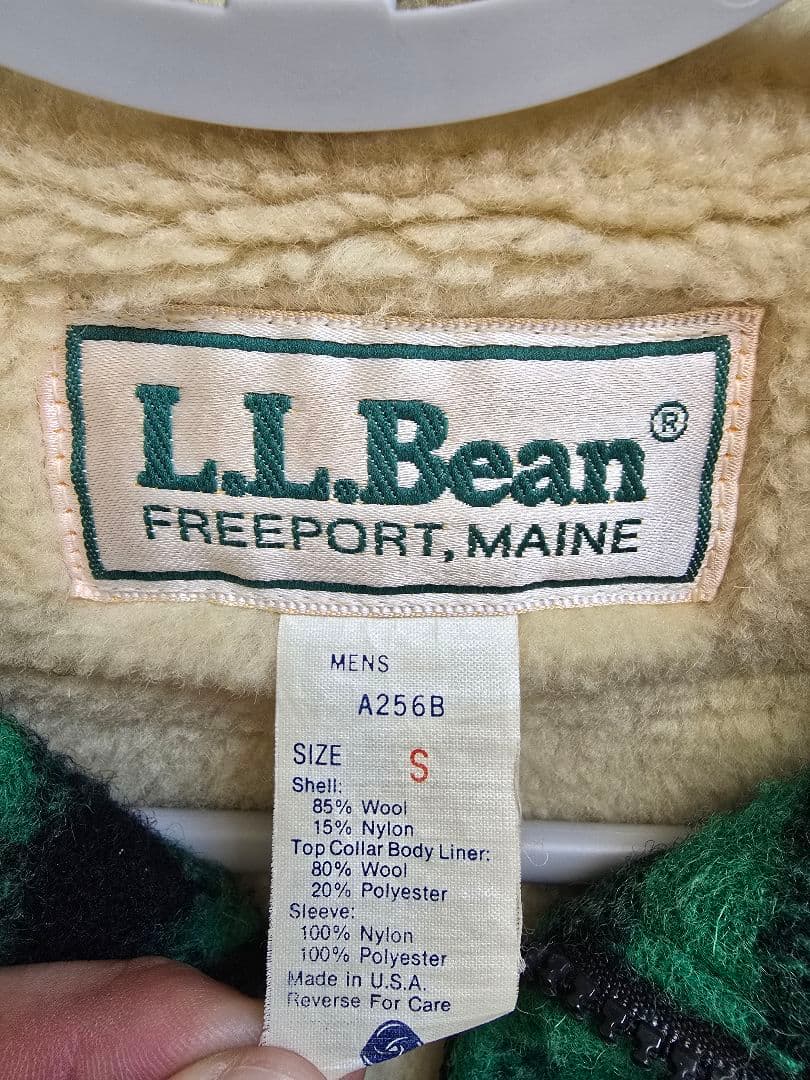 L.L.Bean®
FREEPORT, MAINE
MENS
A256B
SIZE S
Shell:
85% Wool
15% Nylon
Top Collar Body Liner:
80% Wool
20% Polyester
Sleeve:
100% Nylon
100% Polyester
Made in U.S.A.
Reverse For Care